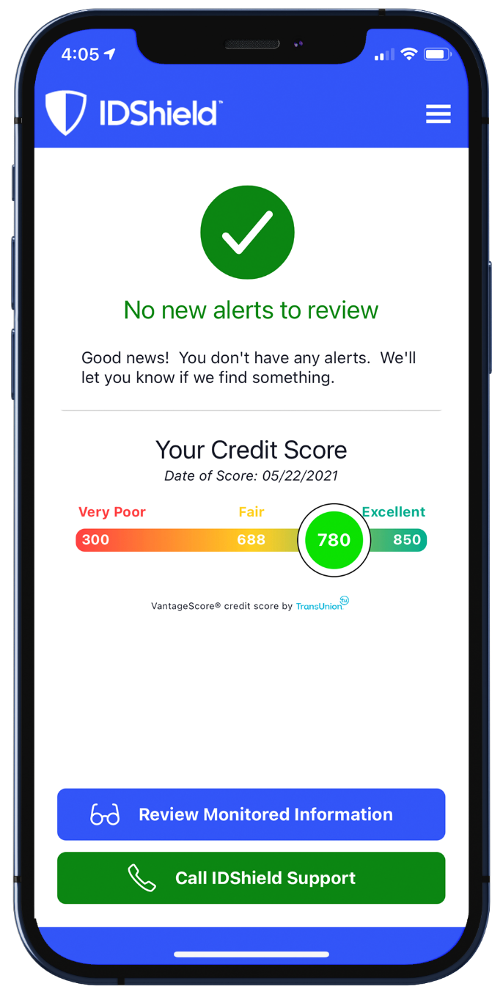 4:05
IDShield™
No new alerts to review
Good news!  You don't have any alerts.  We'll
let you know if we find something.
Your Credit Score
Date of Score: 05/22/2021
Very Poor Fair Excellent
300 688 780 850
VantageScore® credit score by TransUnion tu
Review Monitored Information
Call IDShield Support